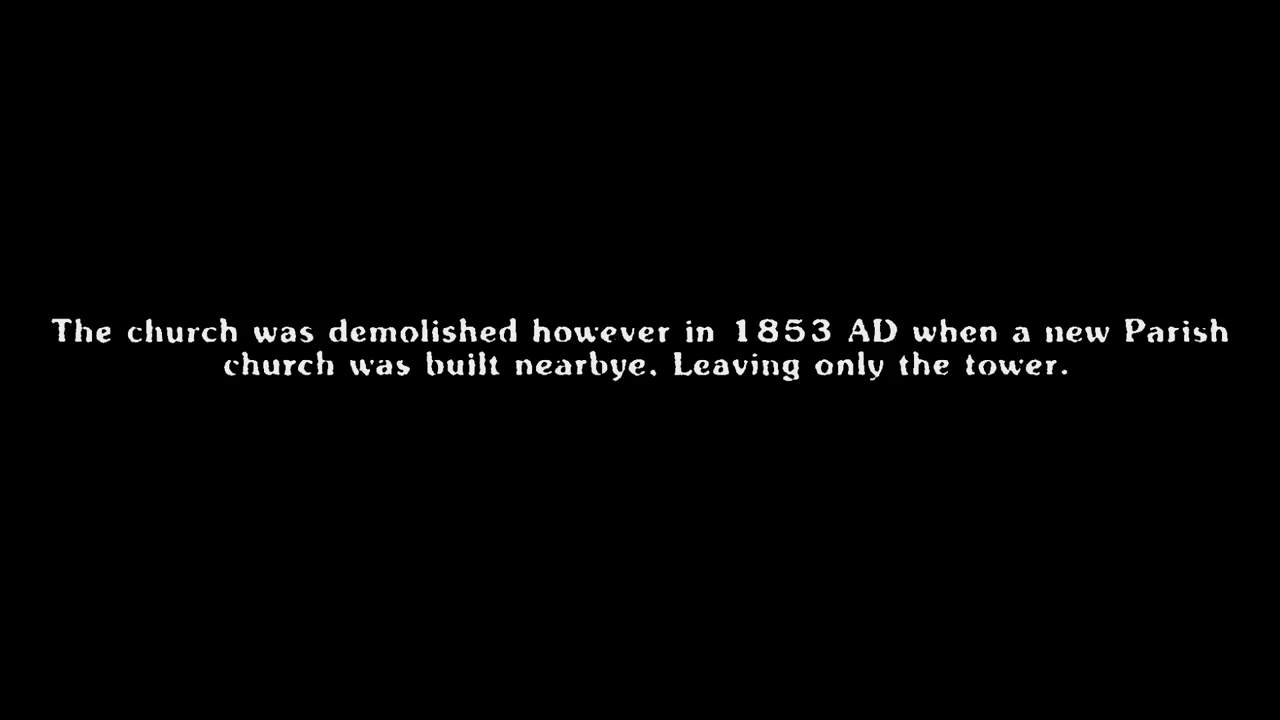 The church was demolished however in 1853 AD when a new Parish
church was built nearbye. Leaving only the tower.